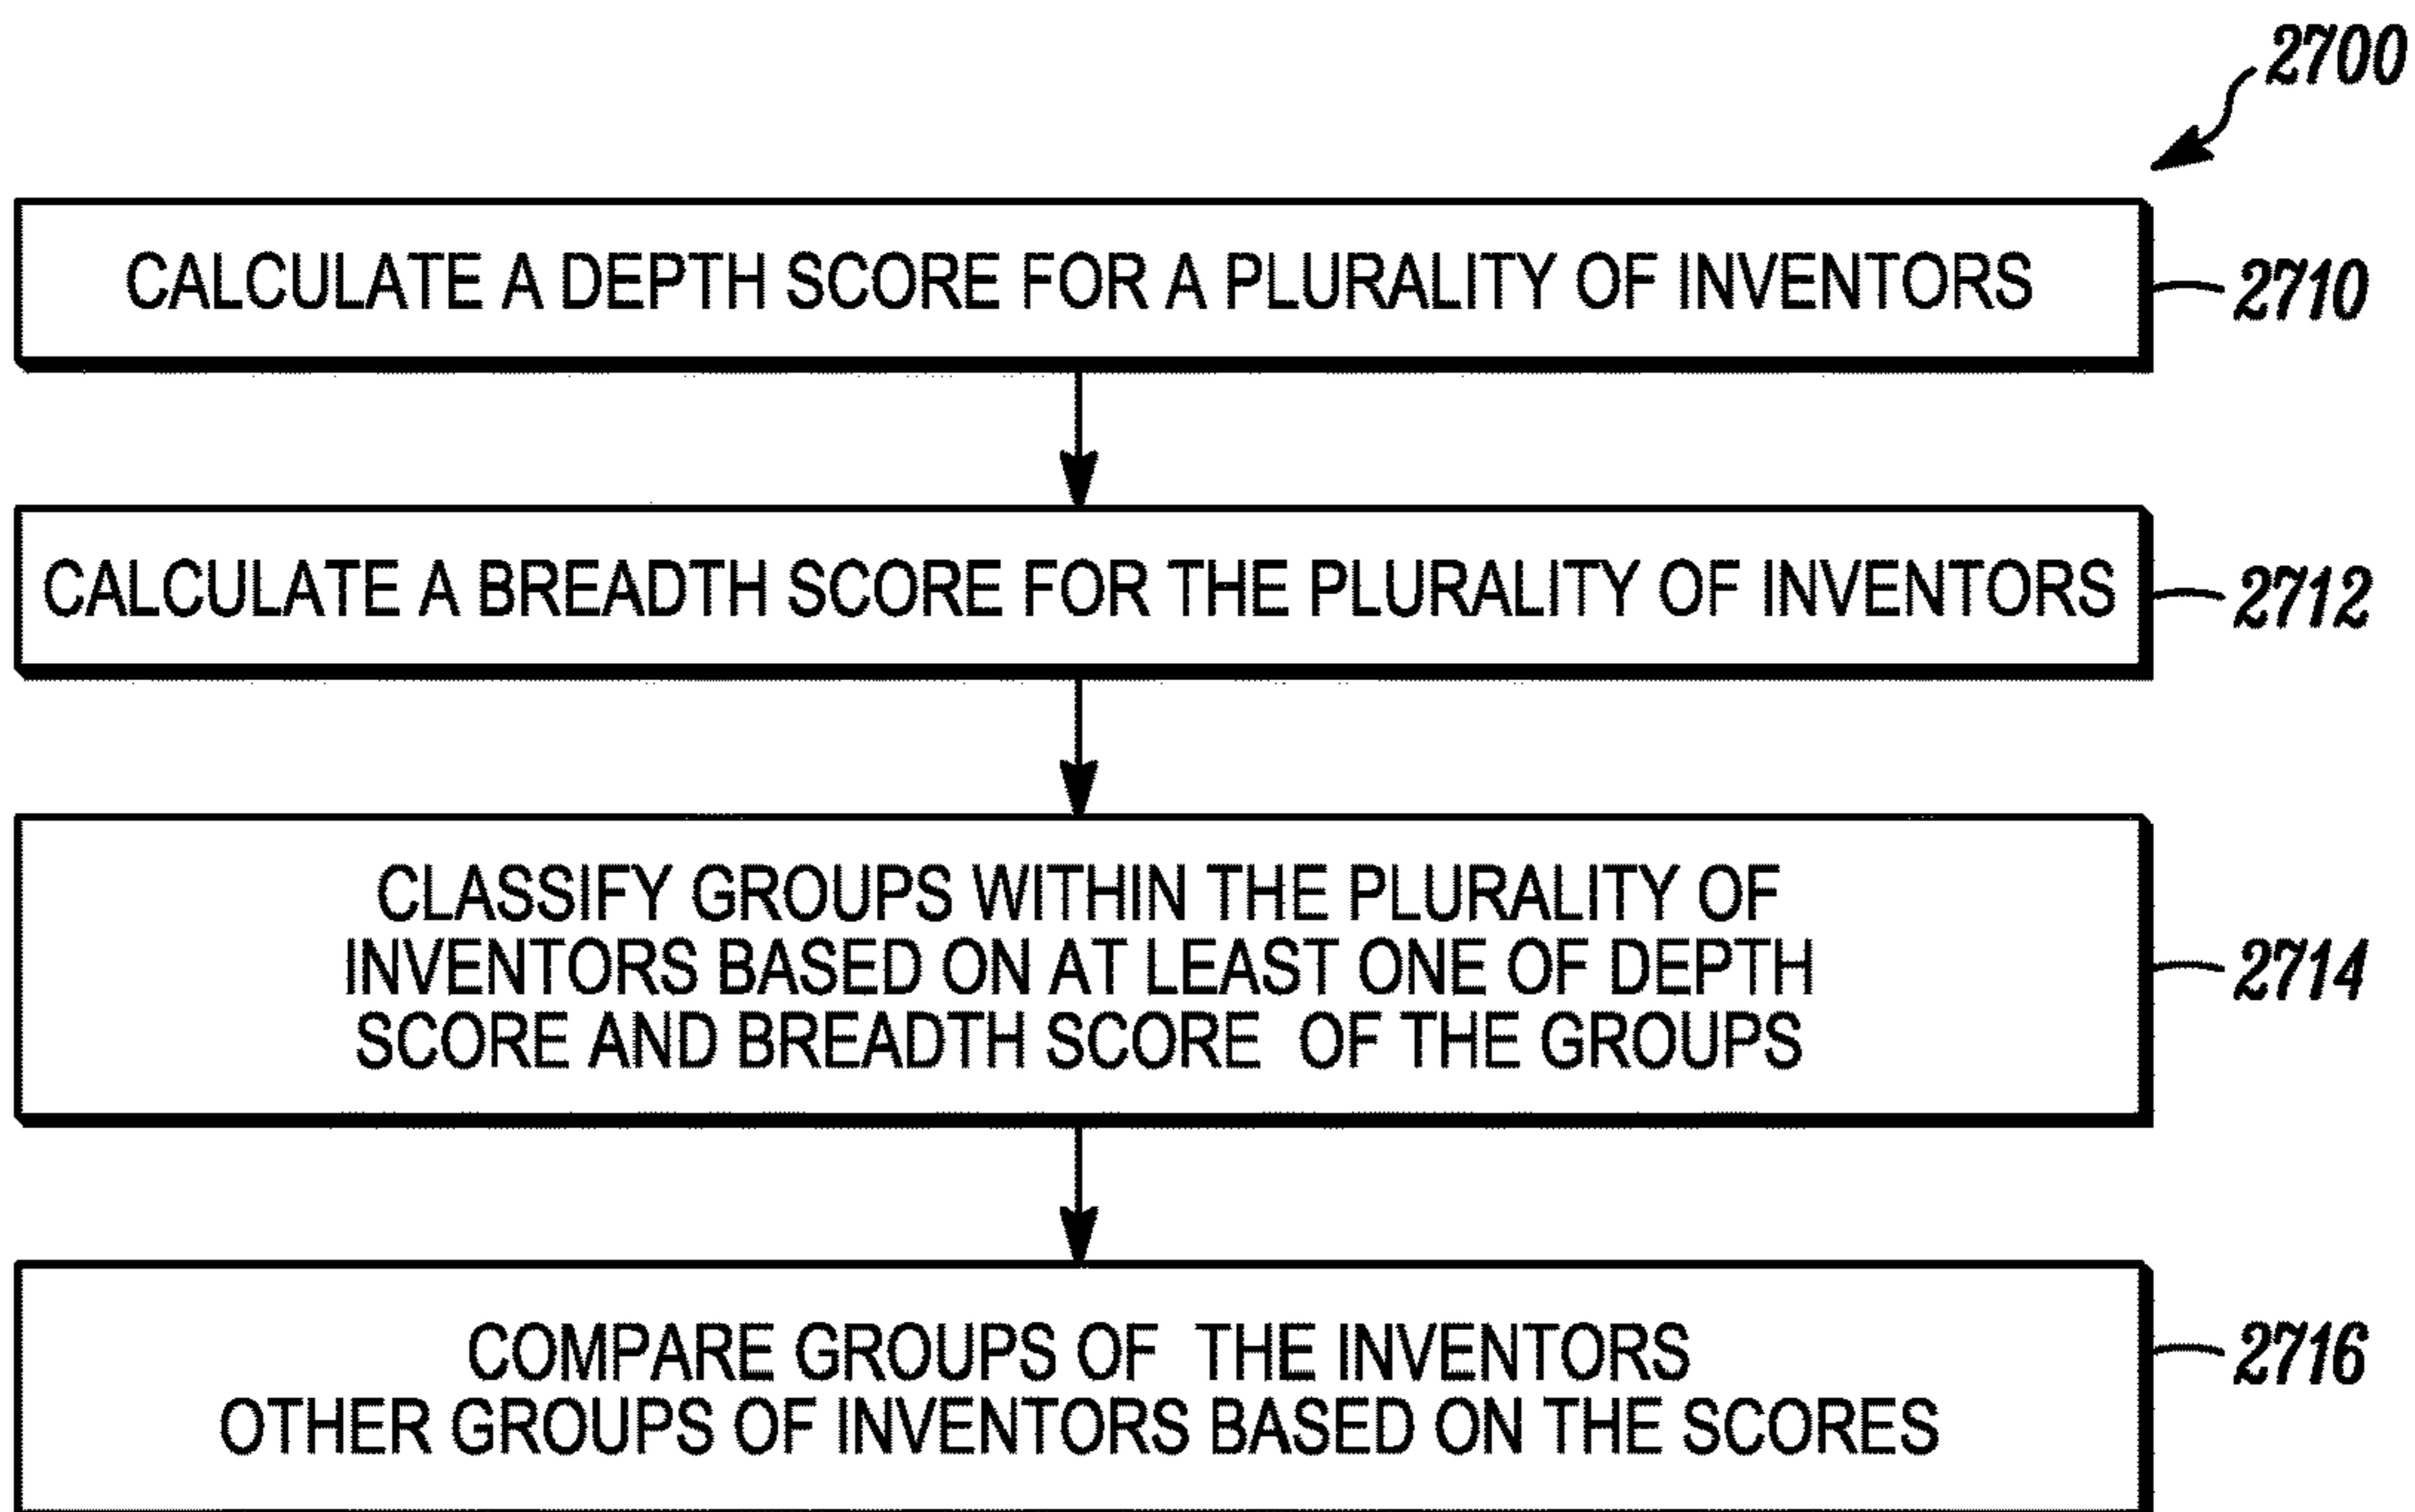 2700
CALCULATE A DEPTH SCORE FOR A PLURALITY OF INVENTORS
2710
CALCULATE A BREADTH SCORE FOR THE PLURALITY OF INVENTORS
2712
CLASSIFY GROUPS WITHIN THE PLURALITY OF
INVENTORS BASED ON AT LEAST ONE OF DEPTH
SCORE AND BREADTH SCORE OF THE GROUPS
2714
COMPARE GROUPS OF THE INVENTORS
OTHER GROUPS OF INVENTORS BASED ON THE SCORES
2716